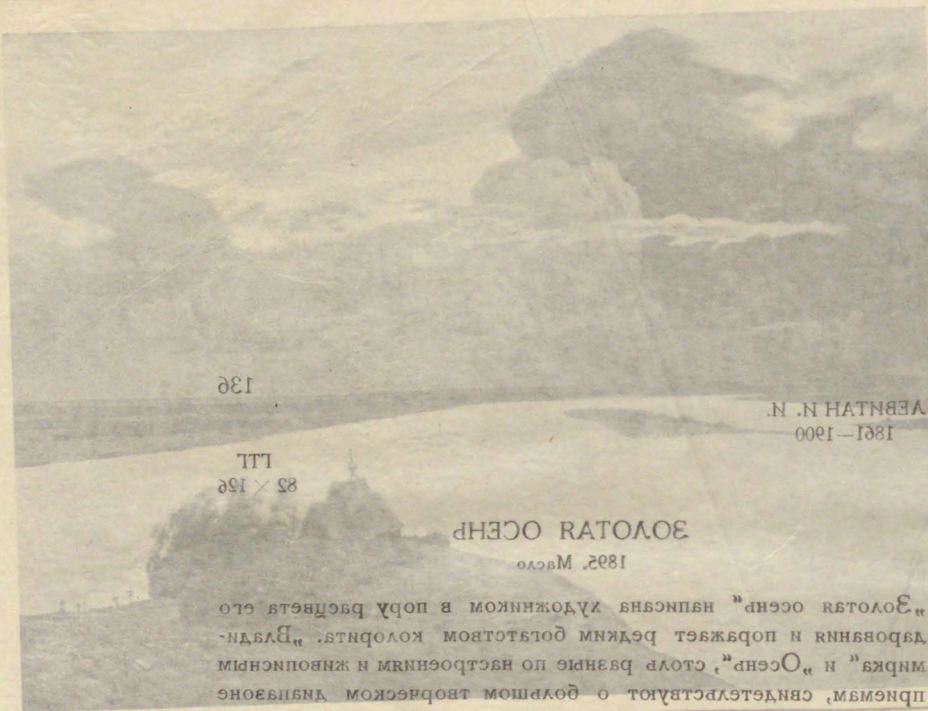 136
ЛЕВИТАН И. И.
1861—1900
ГТГ
82 × 126
ЗОЛОТАЯ ОСЕНЬ
1895. Масло
„Золотая осень“ написана художником в пору расцвета его
дарования и поражает редким богатством колорита. „Влади-
мирка“ и „Осень“, столь разные по настроениям и живописным
приемам, свидетельствуют о большом творческом диапазоне